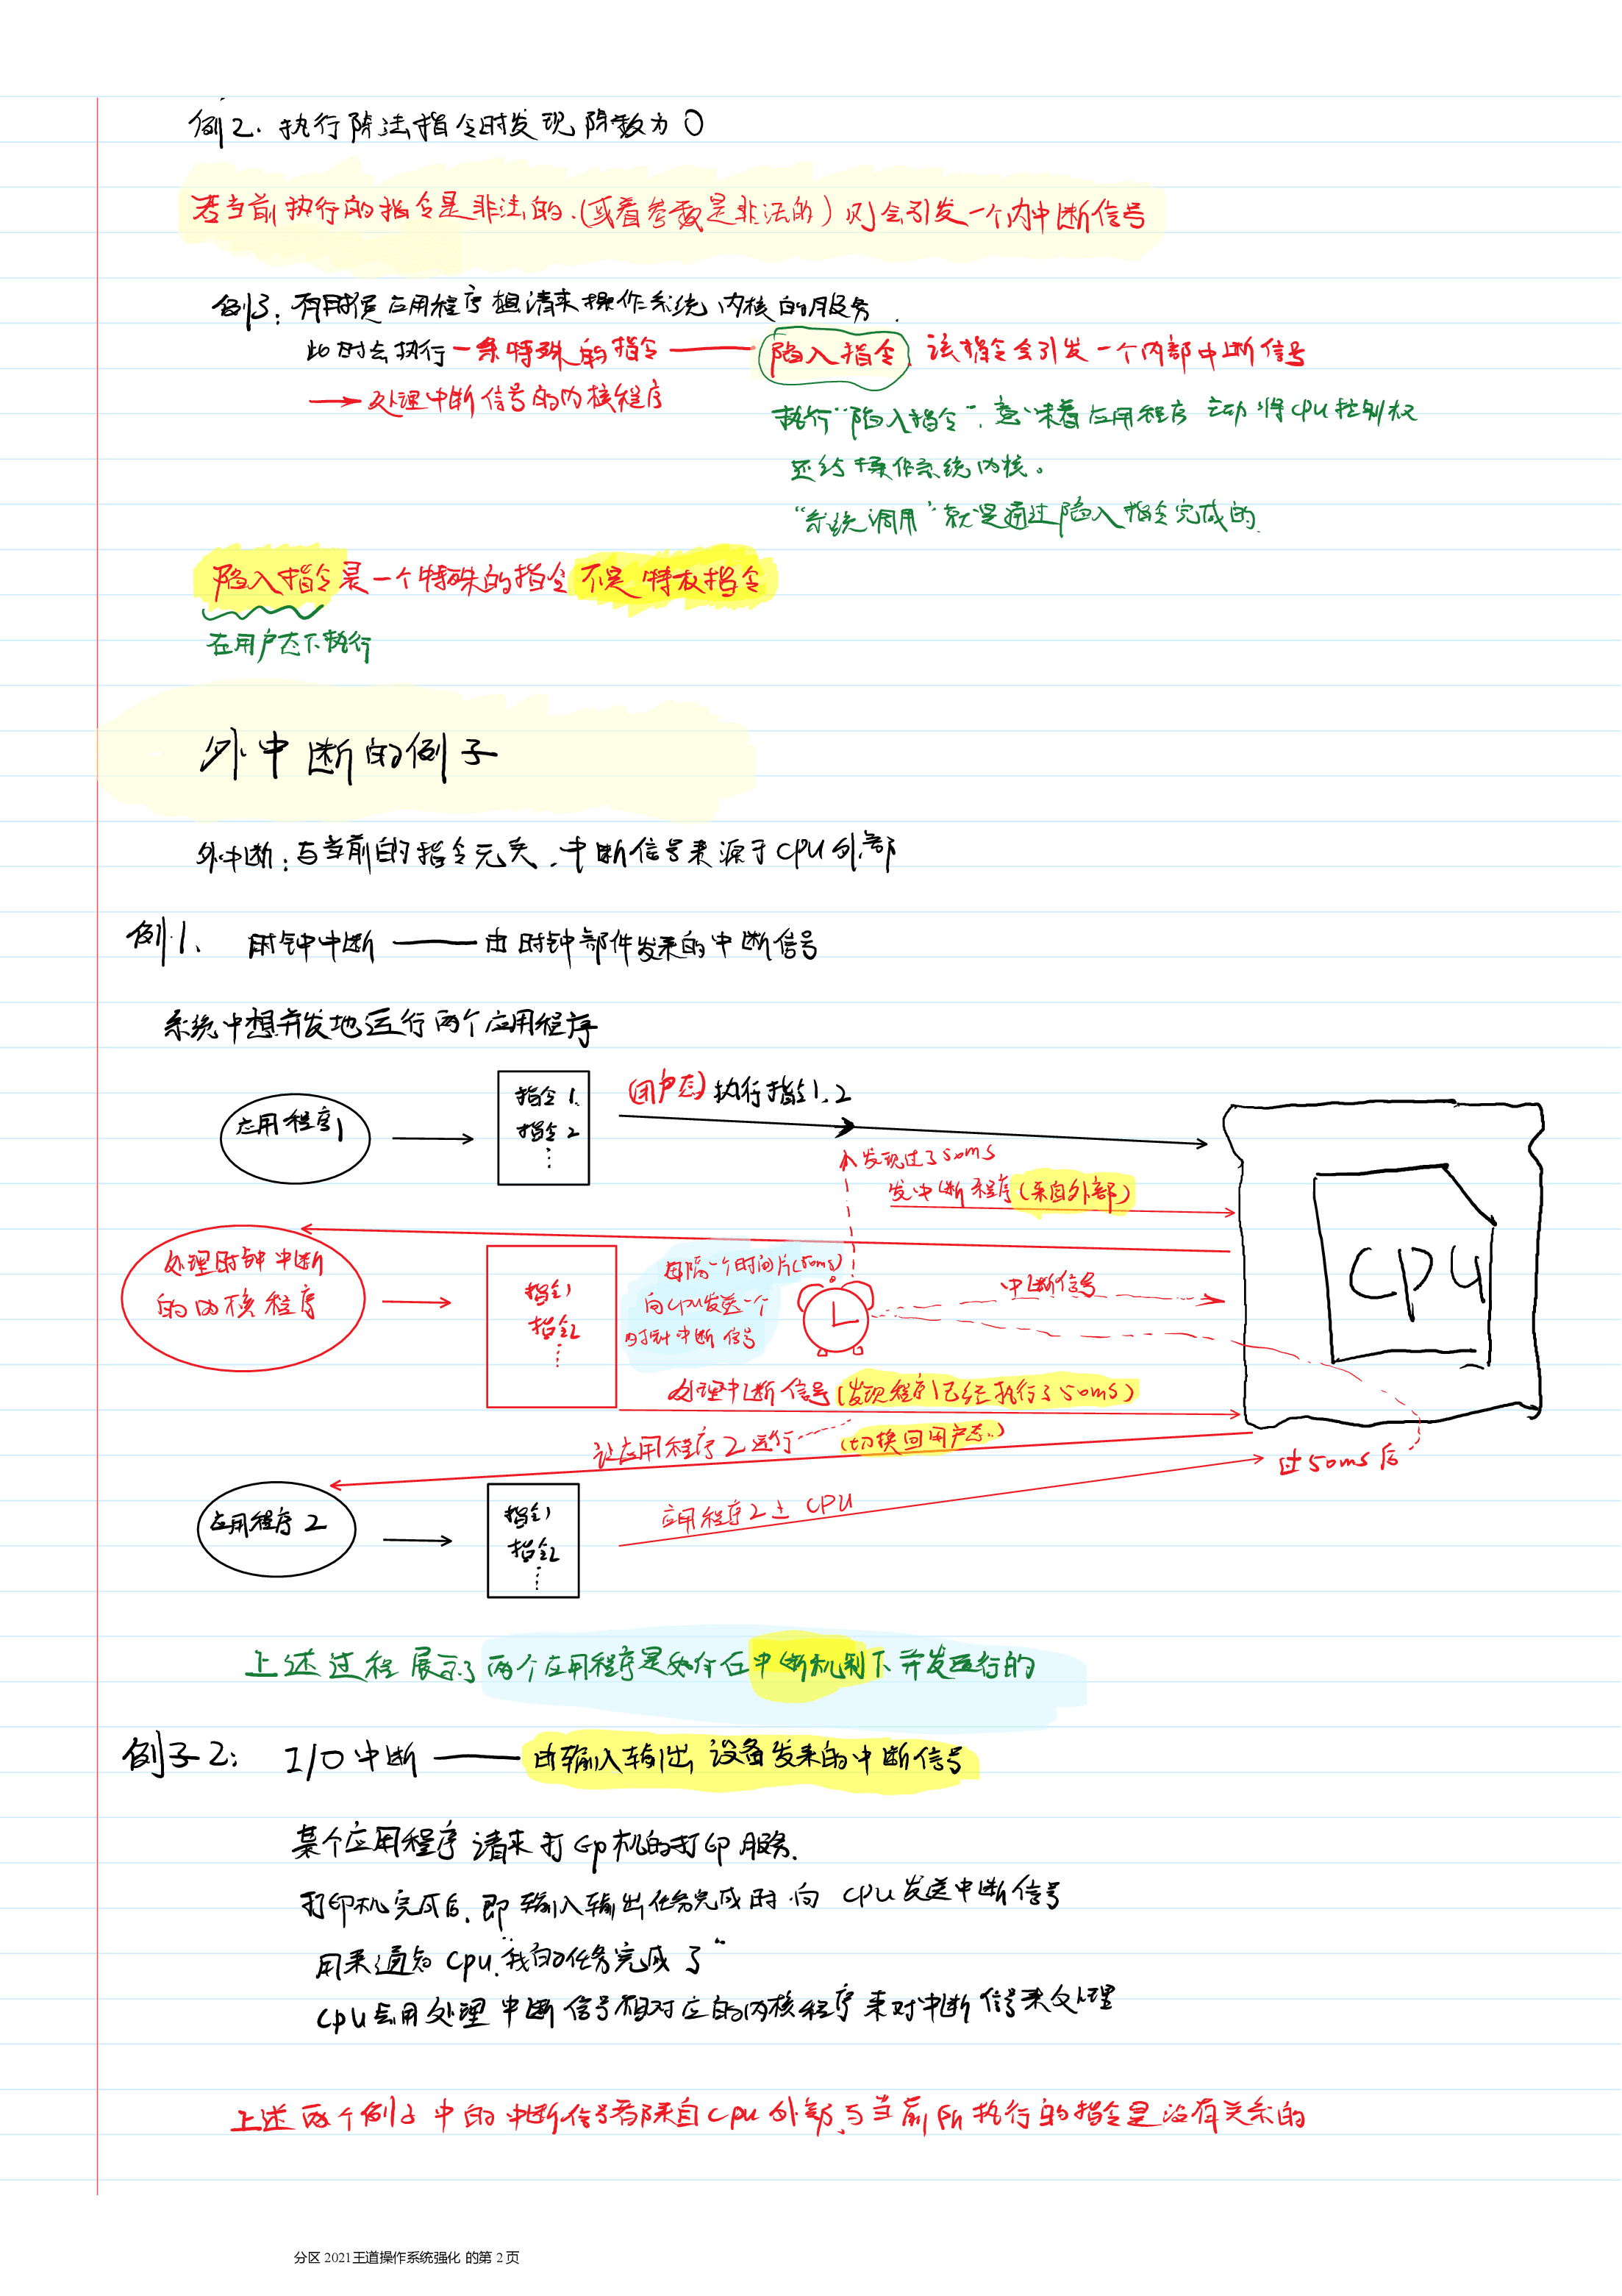 例2. 执行除法指令时发现除数为0
若当前执行的指令是非法的.(或者参数是非法的)则会引发一个内中断信号
例3: 有时候应用程序想请求操作系统内核的服务.
此时会执行一条特殊的指令——陷入指令.该指令会引发一个内部中断信号
→处理中断信号的内核程序
执行“陷入指令”.意味着应用程序主动将CPU控制权
还给操作系统内核。
“系统调用”就是通过陷入指令完成的.
陷入指令是一个特殊的指令 不是特权指令
在用户态下执行
外中断的例子
外中断:与当前的指令无关.中断信号来源于CPU外部
例1、 时钟中断——由时钟部件发来的中断信号
系统中想并发地运行两个应用程序
应用程序1
指令1.
指令2
⋮
(用户态)执行指令1、2
发现过了50ms
发中断程序(来自外部)
处理时钟中断
的内核程序
指令1
指令2
⋮
每隔一个时间片(50ms)
向CPU发送一个
时钟中断信号
中断信号
CPU
处理中断信号(发现程序1已经执行了50ms)
让应用程序2运行 (切换回用户态..)
过50ms后
应用程序2
指令1
指令2
⋮
应用程序2上CPU
上述过程展示了两个应用程序是如何在中断机制下并发运行的
例子2: I/O中断——由输入输出设备发来的中断信号
某个应用程序请求打印机的打印服务.
打印机完成后.即输入输出任务完成时向 CPU发送中断信号
用来通知CPU.“我的任务完成了”
CPU会用处理中断信号相对应的内核程序来对中断信号来处理
上述两个例子中的中断信号都来自CPU外部,与当前所执行的指令是没有关系的
分区 2021王道操作系统强化 的第 2 页